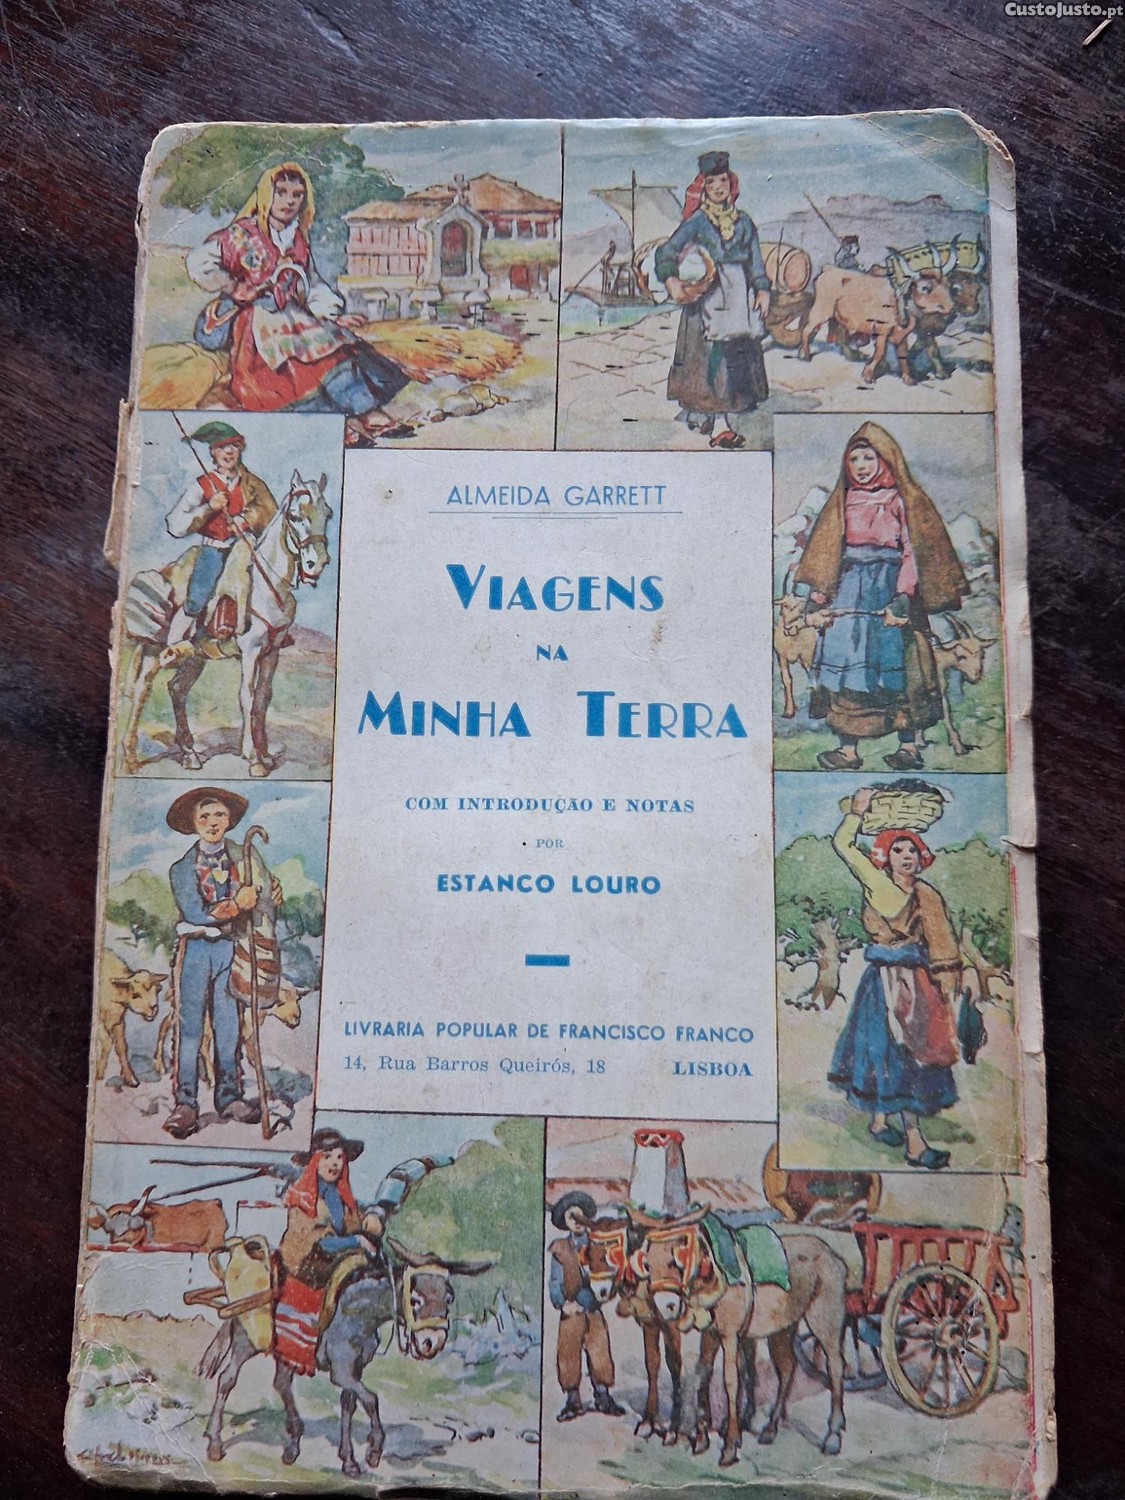 CustoJusto.pt
ALMEIDA GARRETT
VIAGENS
NA
MINHA TERRA
COM INTRODUÇÃO E NOTAS
POR
ESTANCO LOURO
LIVRARIA POPULAR DE FRANCISCO FRANCO
14, Rua Barros Queirós, 18 LISBOA